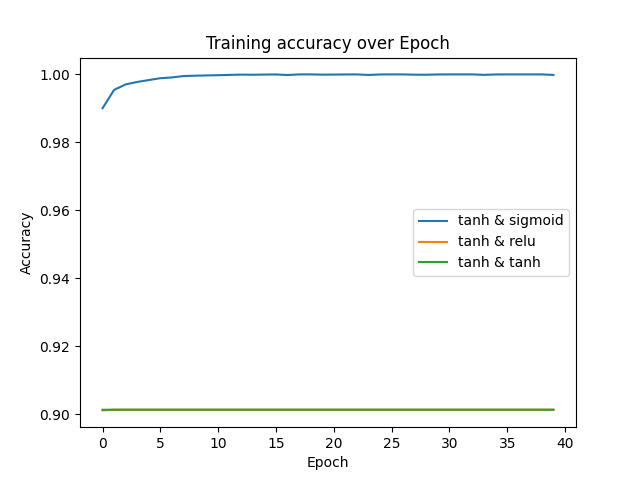 Training accuracy over Epoch
1.00
0.98
0.96
0.94
0.92
0.90
Accuracy
tanh & sigmoid
tanh & relu
tanh & tanh
0 5 10 15 20 25 30 35 40
Epoch